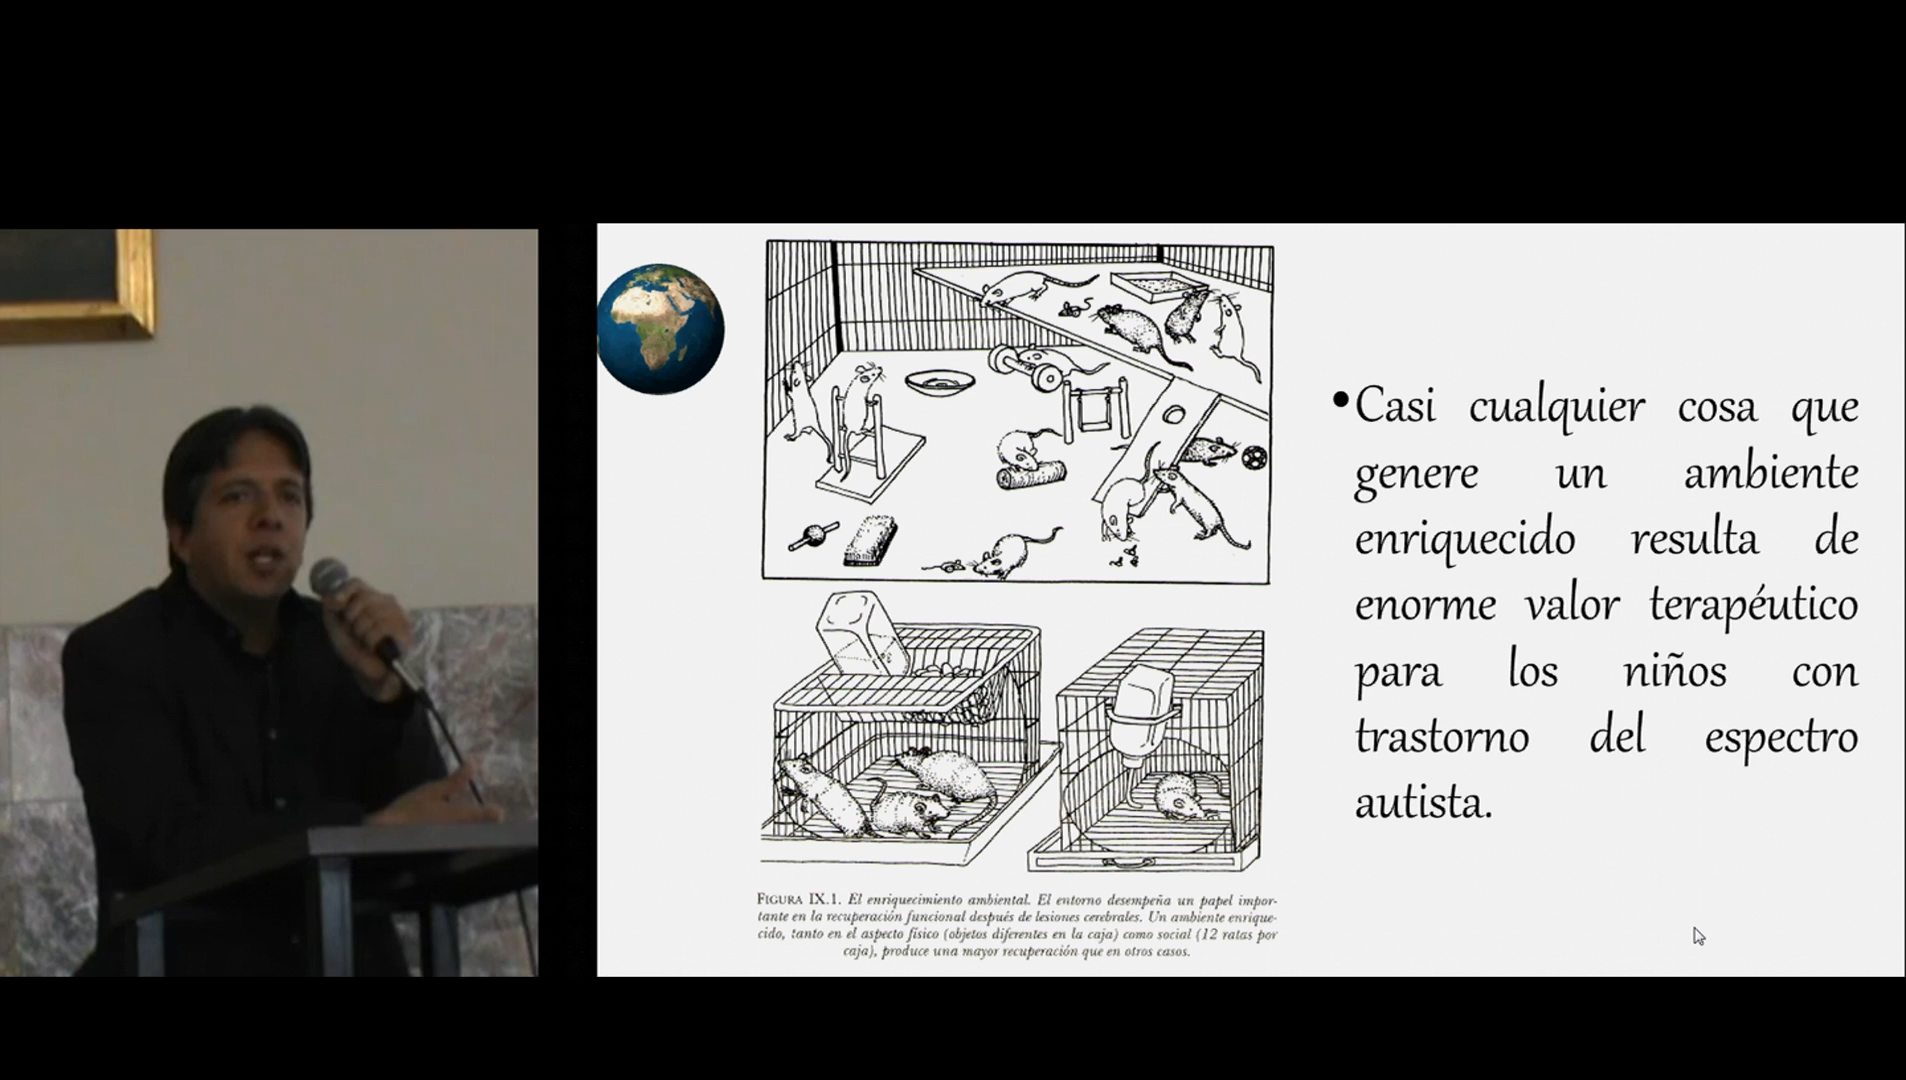 •Casi cualquier cosa que
genere un ambiente
enriquecido resulta de
enorme valor terapéutico
para los niños con
trastorno del espectro
autista.
FIGURA IX.1. El enriquecimiento ambiental. El entorno desempeña un papel impor-
tante en la recuperación funcional después de lesiones cerebrales. Un ambiente enrique-
cido, tanto en el aspecto físico (objetos diferentes en la caja) como social (12 ratas por
caja), produce una mayor recuperación que en otros casos.